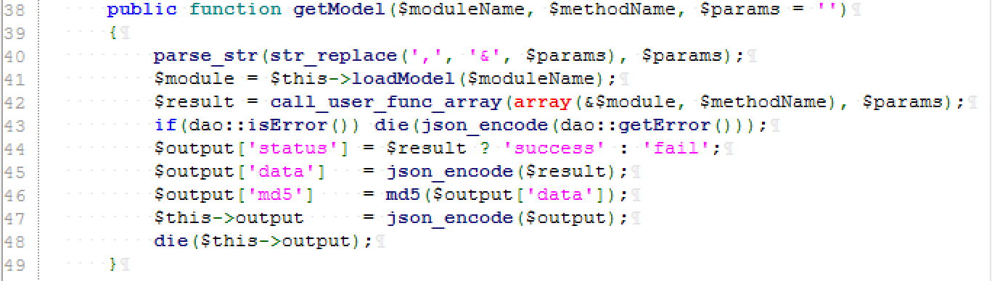 38 public function getModel($moduleName, $methodName, $params = '')¶
39 {¶
40 parse_str(str_replace(',', '&', $params), $params);¶
41 $module = $this->loadModel($moduleName);¶
42 $result = call_user_func_array(array(&$module, $methodName), $params);¶
43 if(dao::isError()) die(json_encode(dao::getError()));¶
44 $output['status'] = $result ? 'success' : 'fail';¶
45 $output['data']   = json_encode($result);¶
46 $output['md5']    = md5($output['data']);¶
47 $this->output     = json_encode($output);¶
48 die($this->output);¶
49 }¶